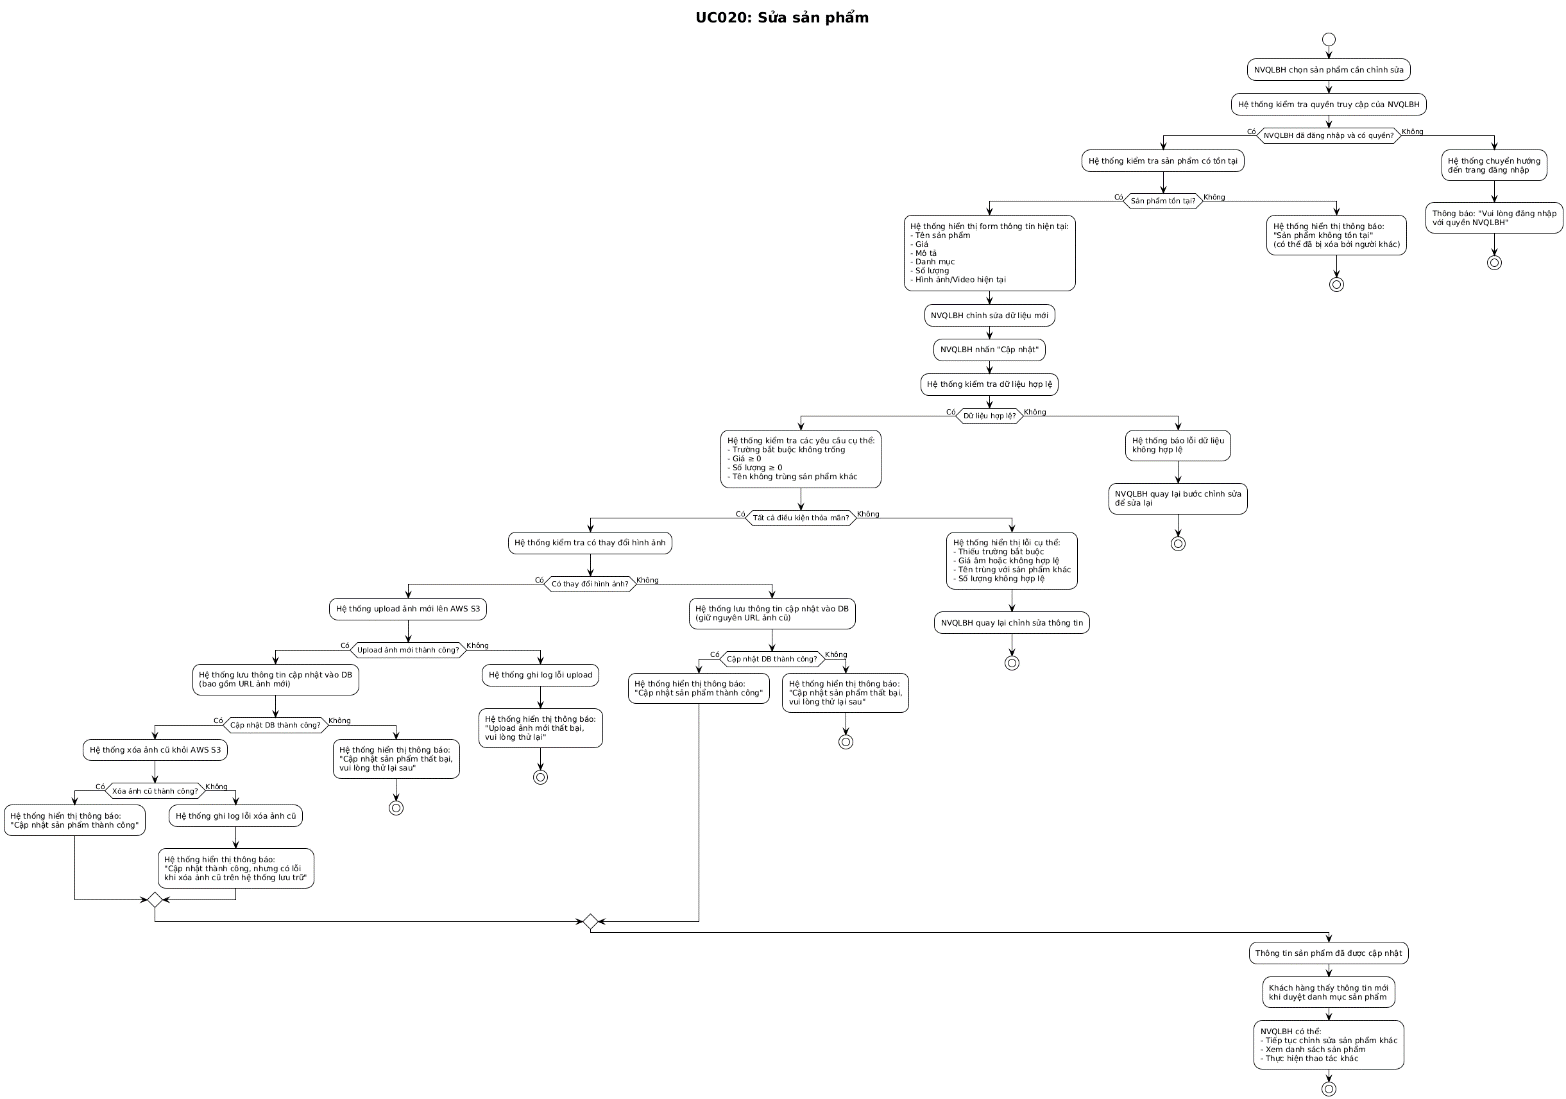 UC020: Sửa sản phẩm
NVQLBH chọn sản phẩm cần chỉnh sửa
Hệ thống kiểm tra quyền truy cập của NVQLBH
NVQLBH đã đăng nhập và có quyền?
Có
Không
Hệ thống kiểm tra sản phẩm có tồn tại
Hệ thống chuyển hướng
đến trang đăng nhập
Sản phẩm tồn tại?
Có
Không
Thông báo: "Vui lòng đăng nhập
với quyền NVQLBH"
Hệ thống hiển thị form thông tin hiện tại:
- Tên sản phẩm
- Giá
- Mô tả
- Danh mục
- Số lượng
- Hình ảnh/Video hiện tại
Hệ thống hiển thị thông báo:
"Sản phẩm không tồn tại"
(có thể đã bị xóa bởi người khác)
NVQLBH chỉnh sửa dữ liệu mới
NVQLBH nhấn "Cập nhật"
Hệ thống kiểm tra dữ liệu hợp lệ
Dữ liệu hợp lệ?
Có
Không
Hệ thống kiểm tra các yêu cầu cụ thể:
- Trường bắt buộc không trống
- Giá ≥ 0
- Số lượng ≥ 0
- Tên không trùng sản phẩm khác
Hệ thống báo lỗi dữ liệu
không hợp lệ
NVQLBH quay lại bước chỉnh sửa
để sửa lại
Tất cả điều kiện thỏa mãn?
Có
Không
Hệ thống kiểm tra có thay đổi hình ảnh
Hệ thống hiển thị lỗi cụ thể:
- Thiếu trường bắt buộc
- Giá âm hoặc không hợp lệ
- Tên trùng với sản phẩm khác
- Số lượng không hợp lệ
NVQLBH quay lại chỉnh sửa thông tin
Có thay đổi hình ảnh?
Có
Không
Hệ thống upload ảnh mới lên AWS S3
Hệ thống lưu thông tin cập nhật vào DB
(giữ nguyên URL ảnh cũ)
Upload ảnh mới thành công?
Có
Không
Cập nhật DB thành công?
Có
Không
Hệ thống lưu thông tin cập nhật vào DB
(bao gồm URL ảnh mới)
Hệ thống ghi log lỗi upload
Hệ thống hiển thị thông báo:
"Cập nhật sản phẩm thành công"
Hệ thống hiển thị thông báo:
"Cập nhật sản phẩm thất bại,
vui lòng thử lại sau"
Hệ thống hiển thị thông báo:
"Upload ảnh mới thất bại,
vui lòng thử lại"
Cập nhật DB thành công?
Có
Không
Hệ thống xóa ảnh cũ khỏi AWS S3
Hệ thống hiển thị thông báo:
"Cập nhật sản phẩm thất bại,
vui lòng thử lại sau"
Xóa ảnh cũ thành công?
Có
Không
Hệ thống hiển thị thông báo:
"Cập nhật sản phẩm thành công"
Hệ thống ghi log lỗi xóa ảnh cũ
Hệ thống hiển thị thông báo:
"Cập nhật thành công, nhưng có lỗi
khi xóa ảnh cũ trên hệ thống lưu trữ"
Thông tin sản phẩm đã được cập nhật
Khách hàng thấy thông tin mới
khi duyệt danh mục sản phẩm
NVQLBH có thể:
- Tiếp tục chỉnh sửa sản phẩm khác
- Xem danh sách sản phẩm
- Thực hiện thao tác khác